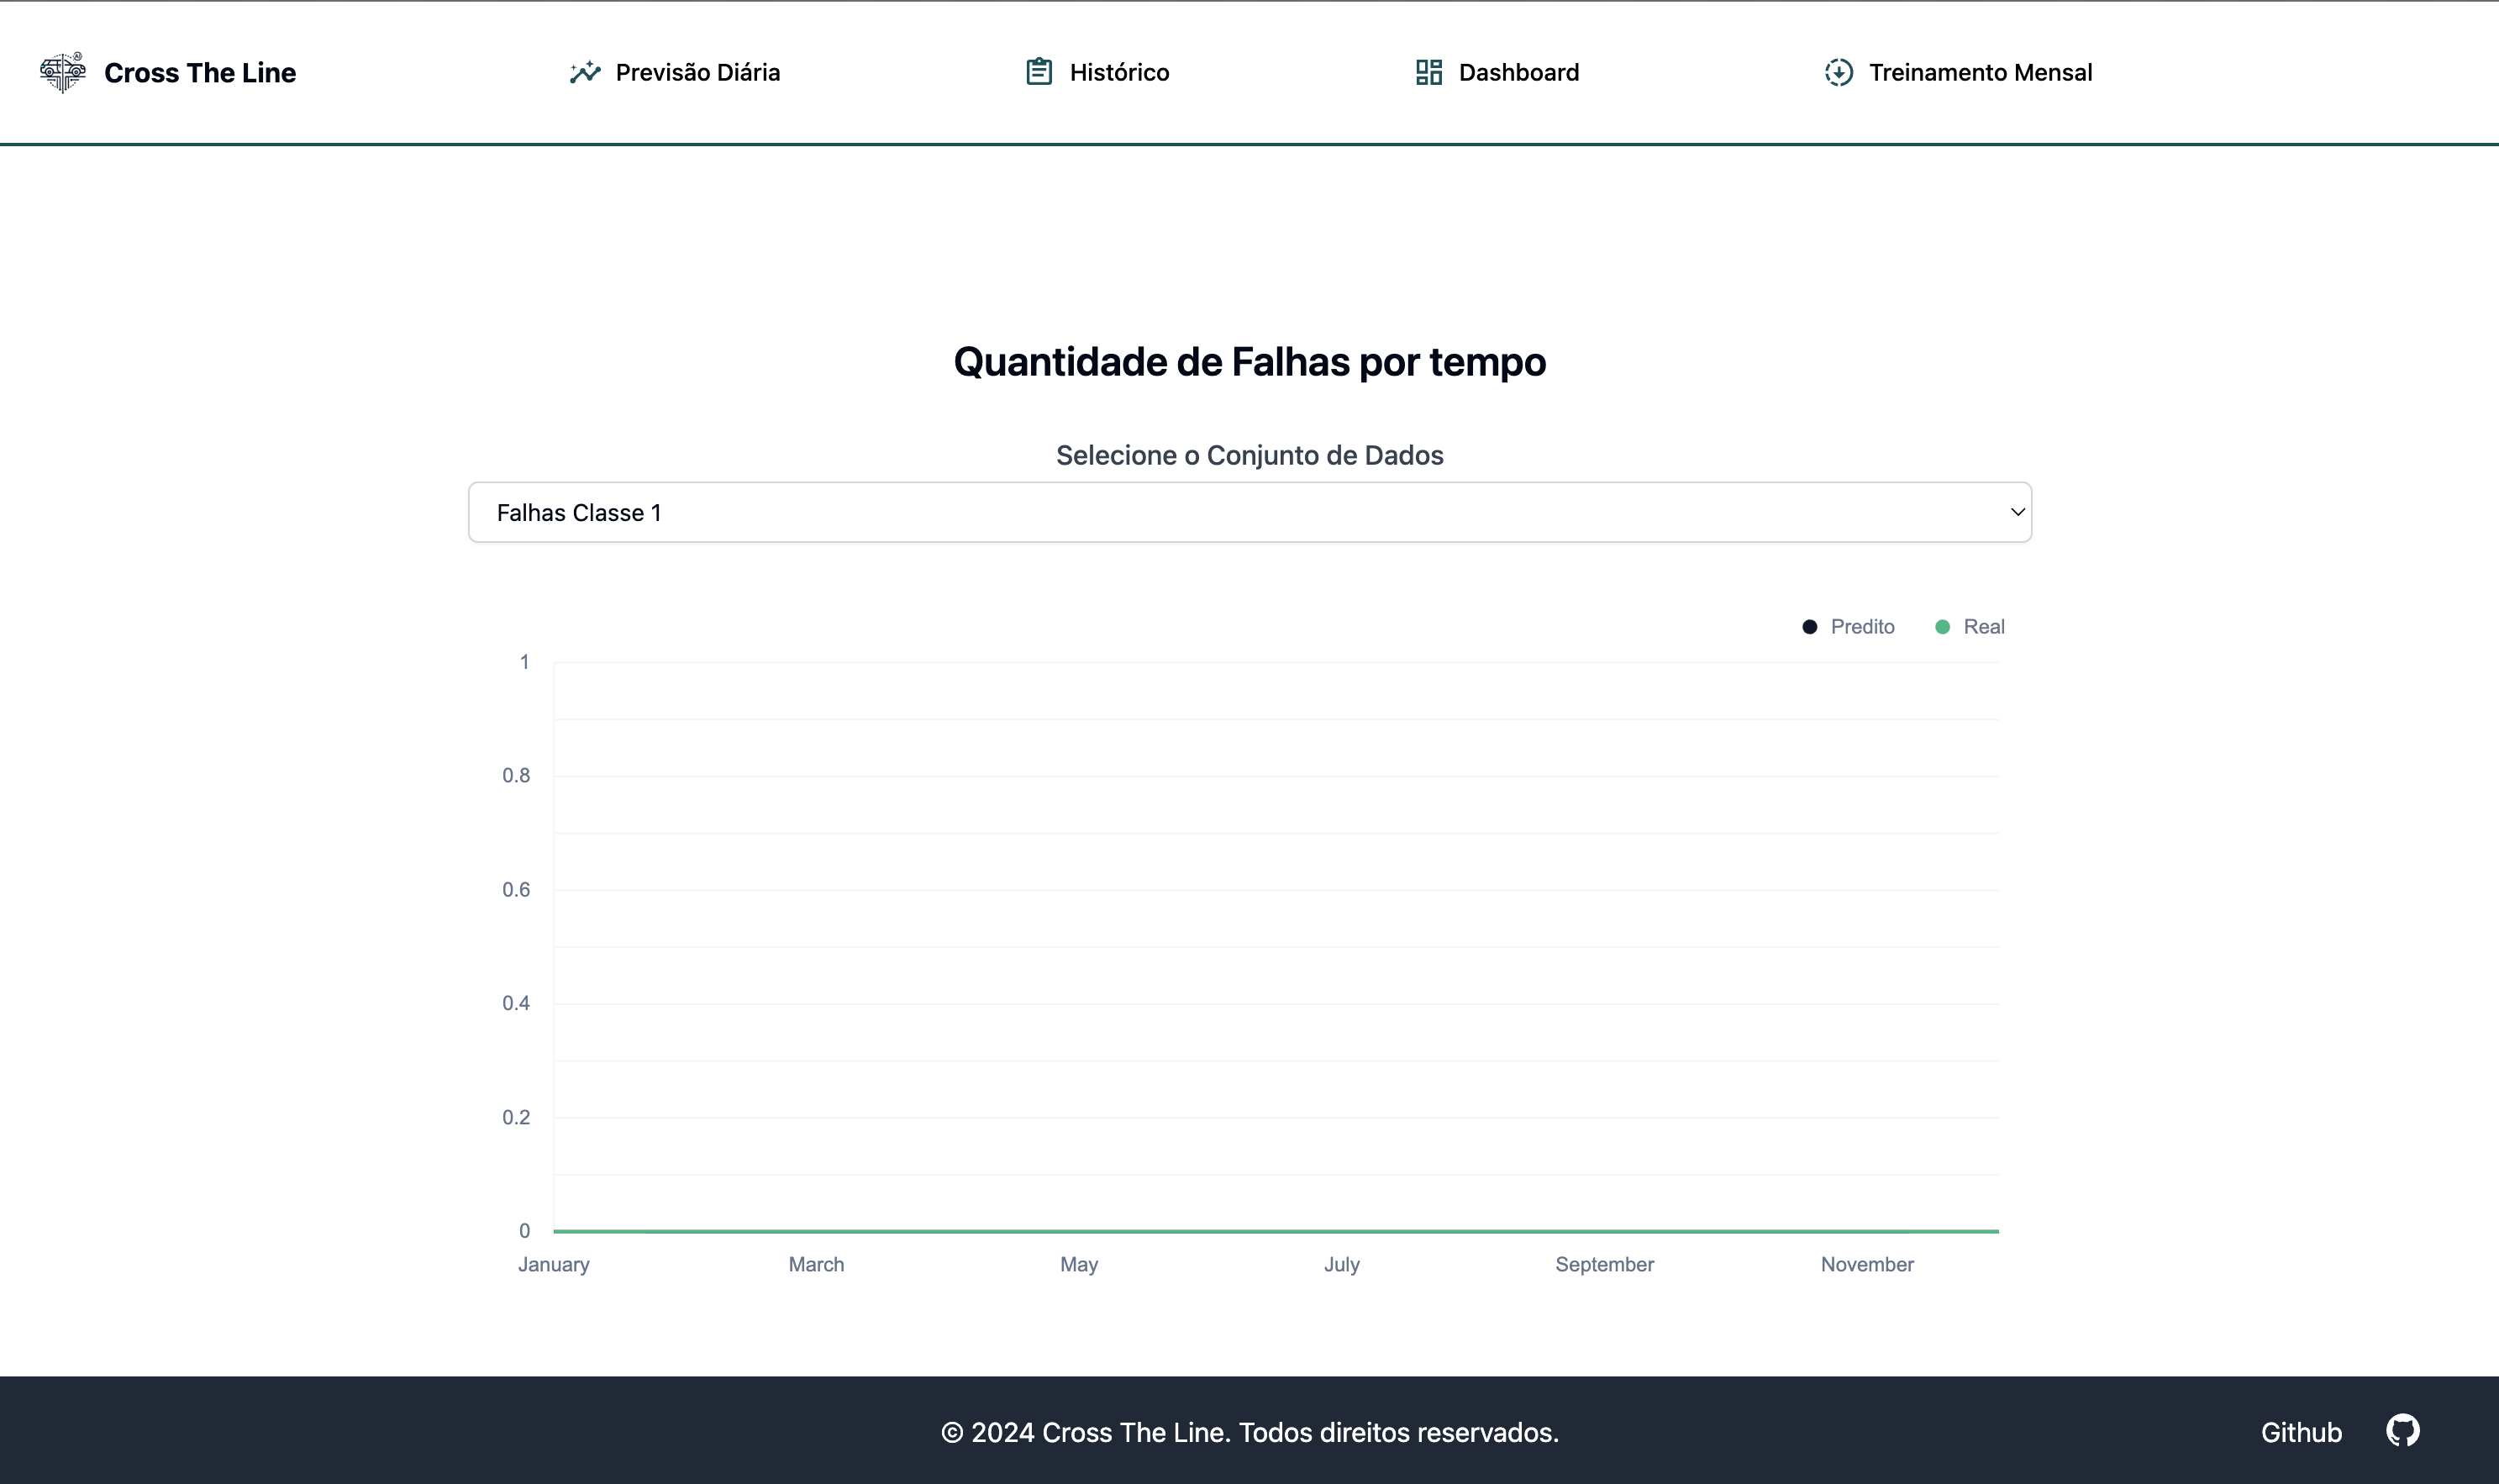 Cross The Line
Previsão Diária
Histórico
Dashboard
Treinamento Mensal
Quantidade de Falhas por tempo
Selecione o Conjunto de Dados
Falhas Classe 1
Predito
Real
1
0.8
0.6
0.4
0.2
0
January
March
May
July
September
November
© 2024 Cross The Line. Todos direitos reservados.
Github